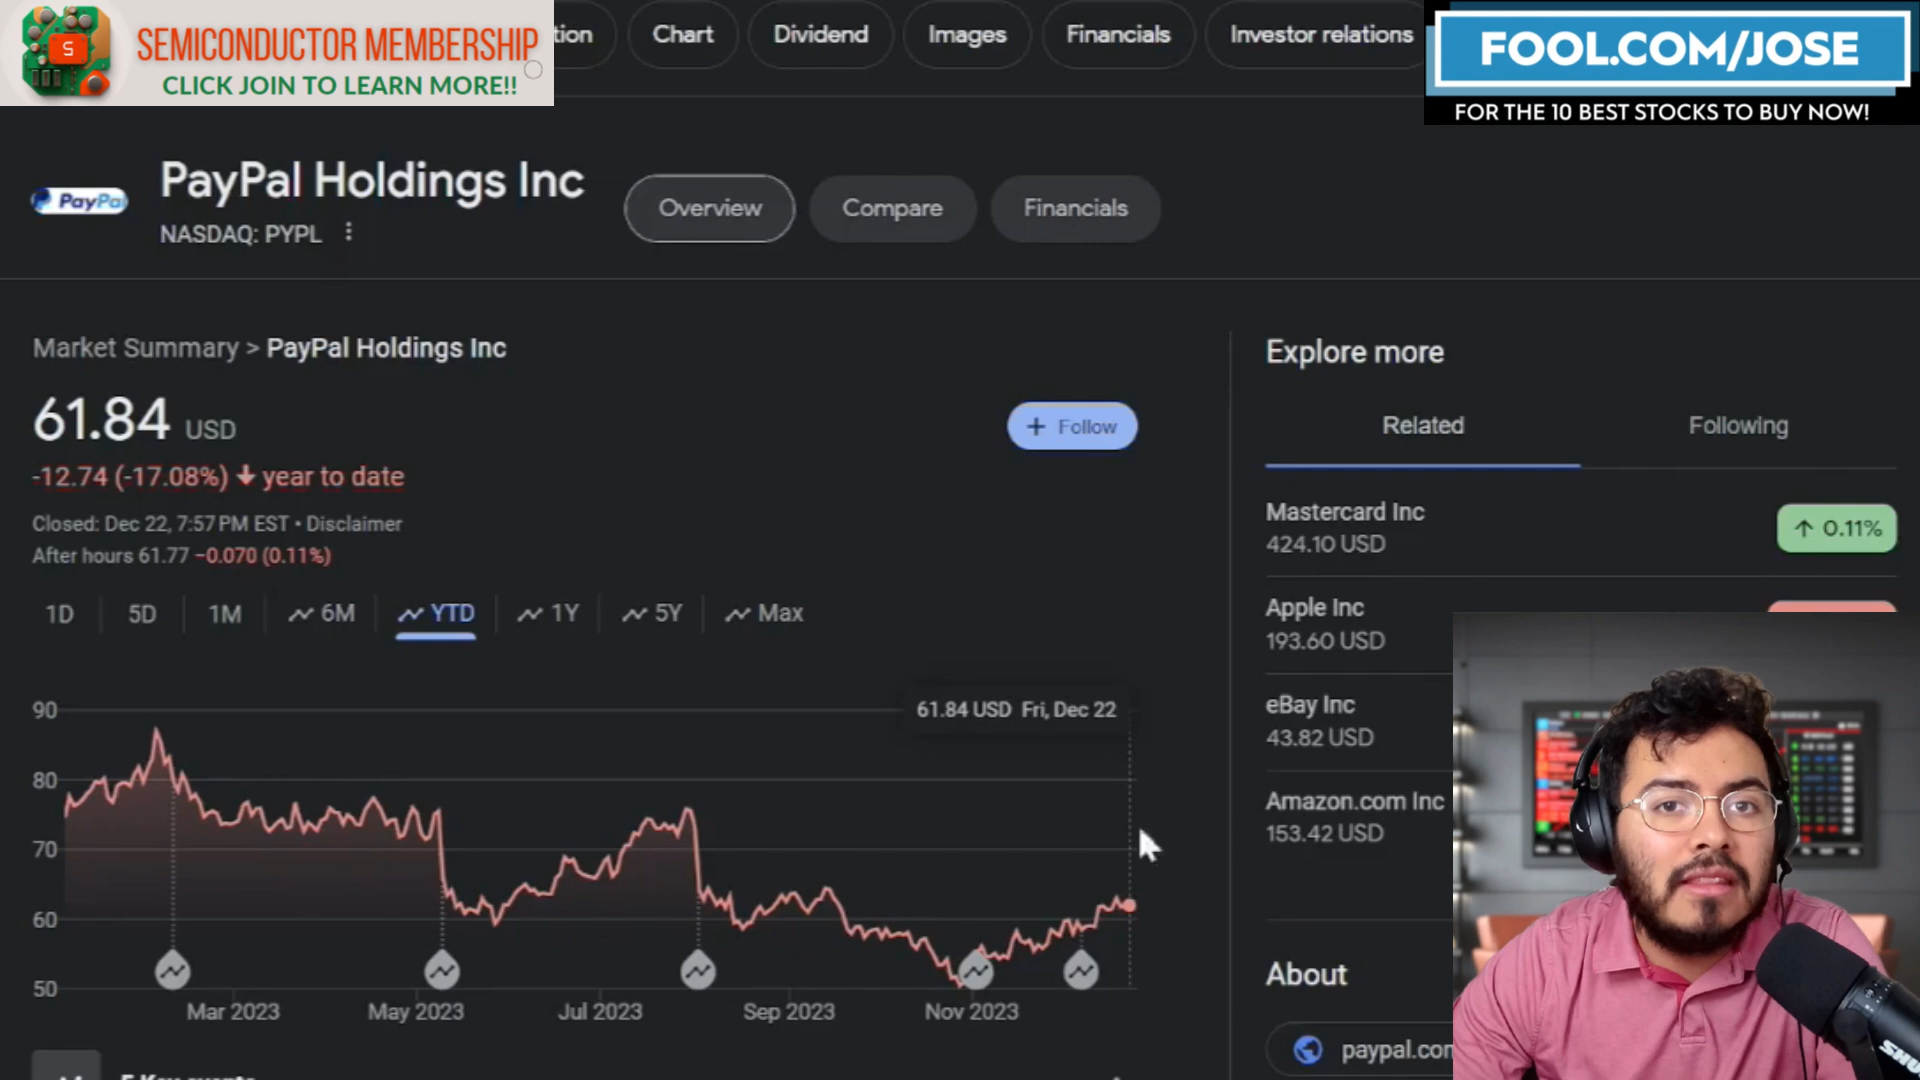 SEMICONDUCTOR MEMBERSHIP
CLICK JOIN TO LEARN MORE!!
tion
Chart
Dividend
Images
Financials
Investor relations
FOOL.COM/JOSE
FOR THE 10 BEST STOCKS TO BUY NOW!
PayPal
PayPal Holdings Inc
NASDAQ: PYPL
Overview
Compare
Financials
Market Summary > PayPal Holdings Inc
61.84 USD
+ Follow
-12.74 (-17.08%) ↓ year to date
Closed: Dec 22, 7:57 PM EST • Disclaimer
After hours 61.77 −0.070 (0.11%)
1D
5D
1M
6M
YTD
1Y
5Y
Max
61.84 USD Fri, Dec 22
90
80
70
60
50
Mar 2023
May 2023
Jul 2023
Sep 2023
Nov 2023
Explore more
Related
Following
Mastercard Inc
424.10 USD
↑ 0.11%
Apple Inc
193.60 USD
eBay Inc
43.82 USD
Amazon.com Inc
153.42 USD
About
paypal.com
5 Key events